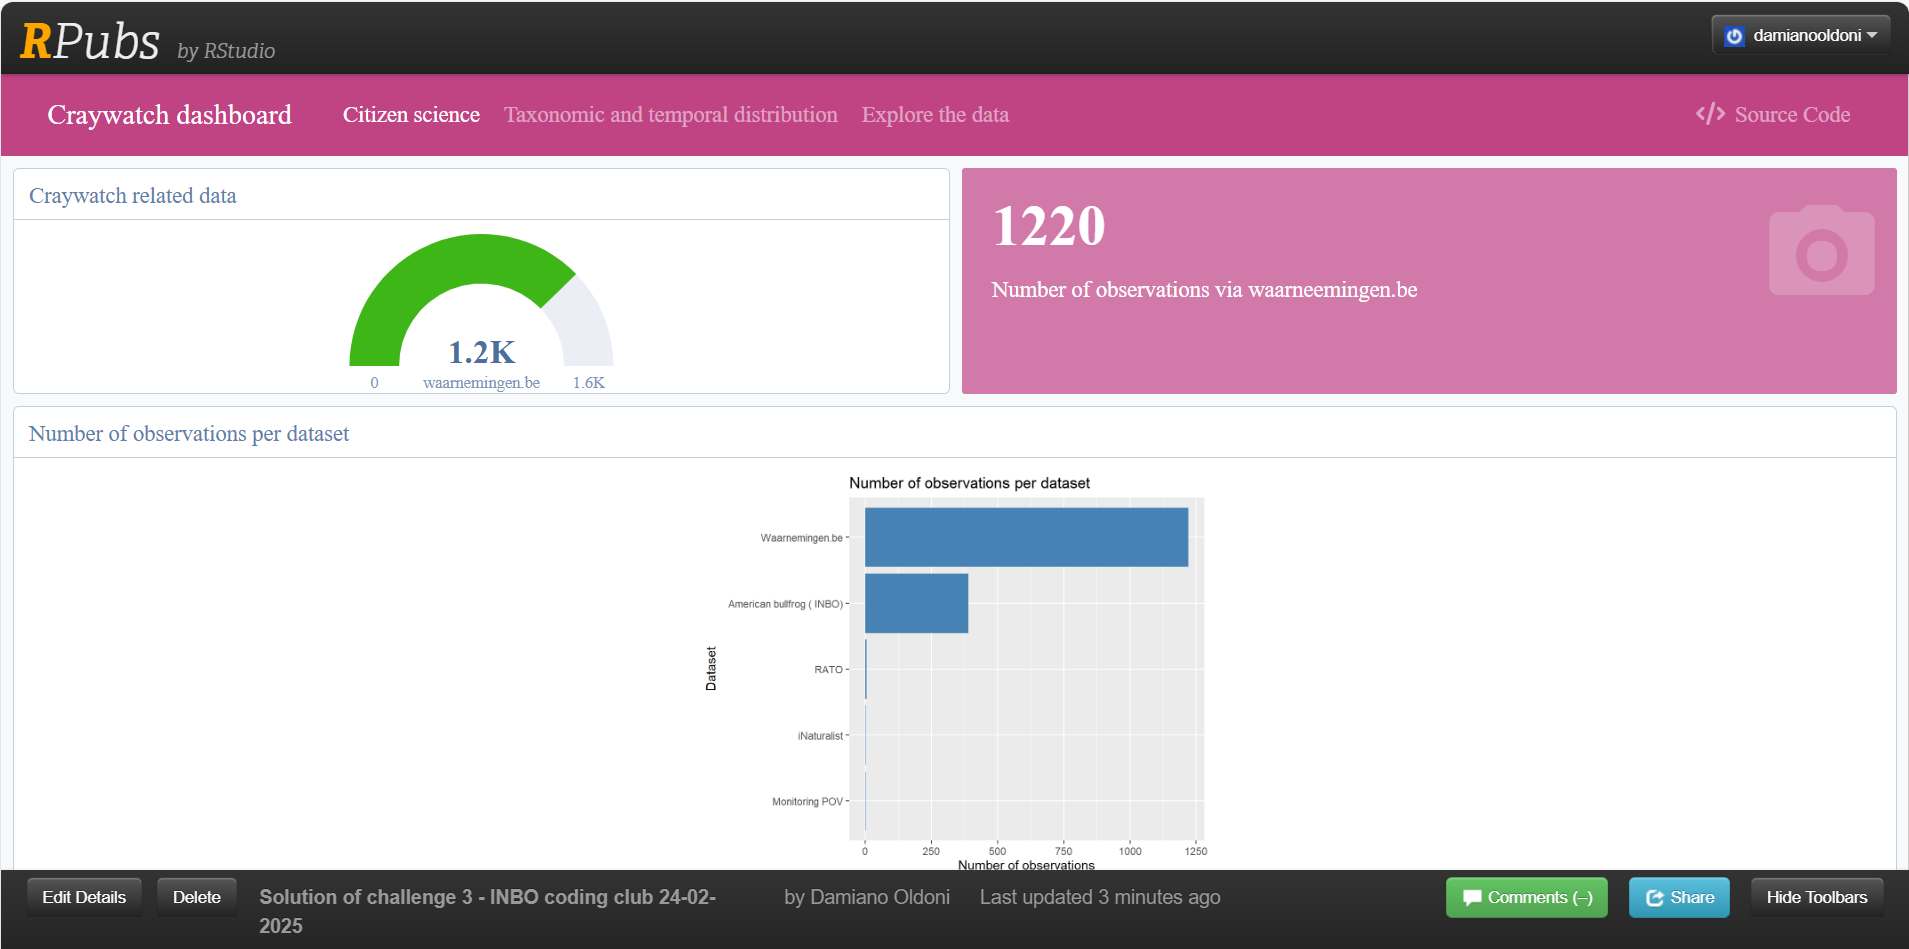 RPubs by RStudio
damianooldoni
Craywatch dashboard
Citizen science
Taxonomic and temporal distribution
Explore the data
</> Source Code
Craywatch related data
1.2K
0
waarnemingen.be
1.6K
1220
Number of observations via waarneemingen.be
Number of observations per dataset
Number of observations per dataset
Waarnemingen.be
American bullfrog ( INBO)
RATO
iNaturalist
Monitoring POV
Dataset
0 250 500 750 1000 1250
Number of observations
Edit Details
Delete
Solution of challenge 3 - INBO coding club 24-02-
2025
by Damiano Oldoni
Last updated 3 minutes ago
Comments (–)
Share
Hide Toolbars